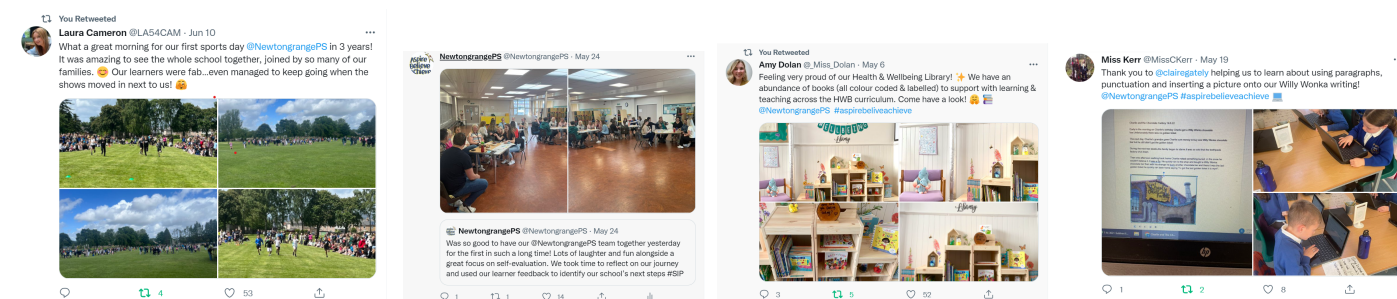 You Retweeted
Laura Cameron @LA54CAM · Jun 10
What a great morning for our first sports day @NewtongrangePS in 3 years!
It was amazing to see the whole school together, joined by so many of our
families. 😊 Our learners were fab...even managed to keep going when the
shows moved in next to us! 🤗
4
53
Aspire
Believe
Achieve
NewtongrangePS @NewtongrangePS · May 24
NewtongrangePS @NewtongrangePS · May 24
Was so good to have our @NewtongrangePS team together yesterday
for the first in such a long time! Lots of laughter and fun alongside a
great focus on self-evaluation. We took time to reflect on our journey
and used our learner feedback to identify our school's next steps #SIP
1
1
14
You Retweeted
Amy Dolan @_Miss_Dolan · May 6
Feeling very proud of our Health & Wellbeing Library! ✨ We have an
abundance of books (all colour coded & labelled) to support with learning &
teaching across the HWB curriculum. Come have a look! 🤗 📚
@NewtongrangePS #aspirebeliveachieve
Library
3
5
52
Miss Kerr @MissCKerr · May 19
Thank you to @clairegately helping us to learn about using paragraphs,
punctuation and inserting a picture onto our Willy Wonka writing!
@NewtongrangePS #aspirebelieveachieve 💻
hp
1
2
8